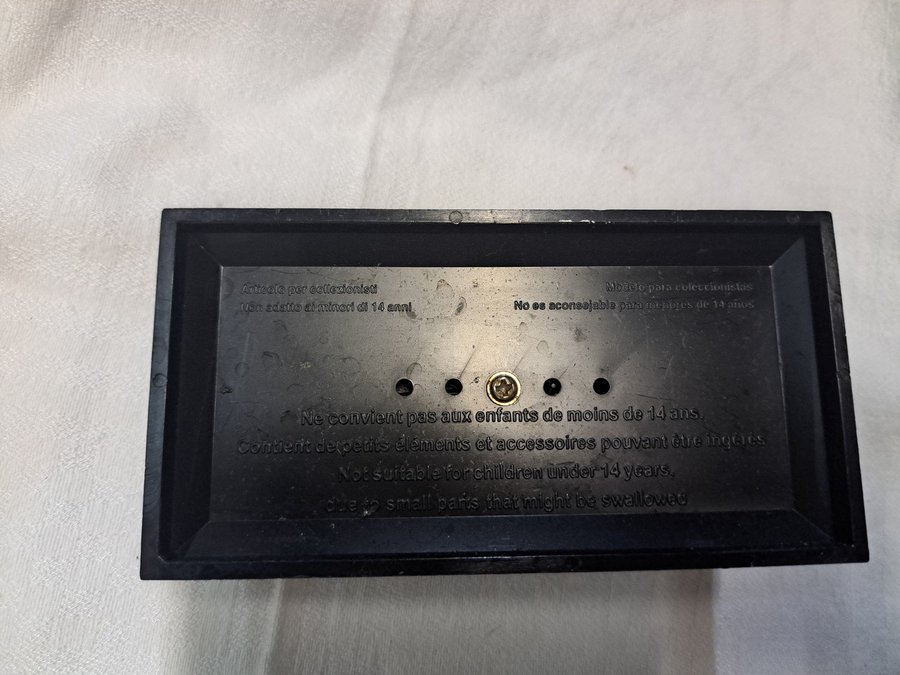 Articolo per collezionisti
Non adatto ai minori di 14 anni
Modelo para coleccionistas
No es aconsejable para menores de 14 años
Ne convient pas aux enfants de moins de 14 ans.
Contient de petits éléments et accessoires pouvant être ingérés
Not suitable for children under 14 years,
due to small parts that might be swallowed